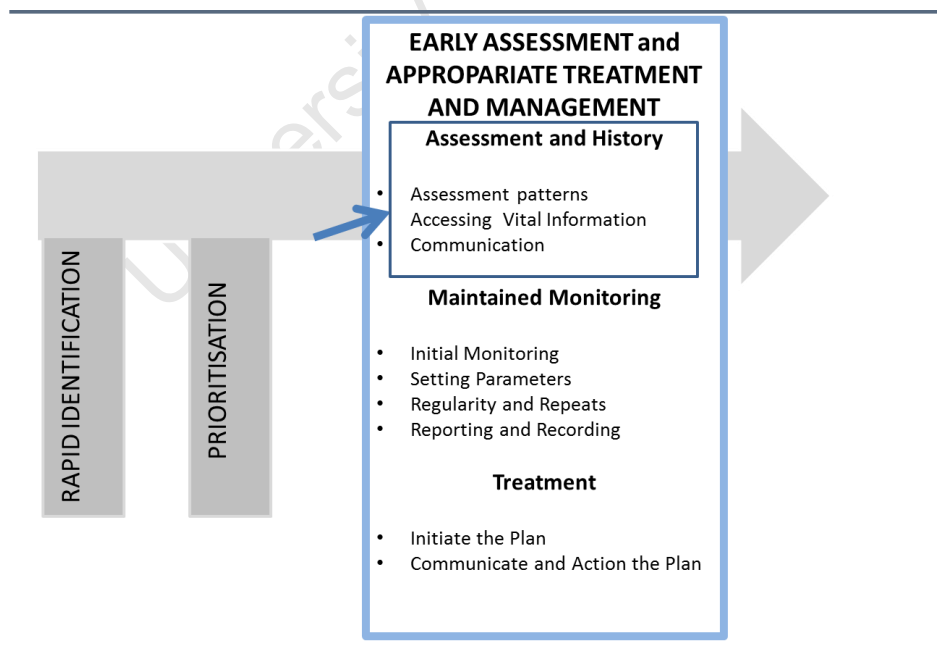 EARLY ASSESSMENT and
APPROPARIATE TREATMENT
AND MANAGEMENT
Assessment and History
• Assessment patterns
Accessing Vital Information
• Communication
Maintained Monitoring
• Initial Monitoring
• Setting Parameters
• Regularity and Repeats
• Reporting and Recording
Treatment
• Initiate the Plan
• Communicate and Action the Plan
RAPID IDENTIFICATION
PRIORITISATION